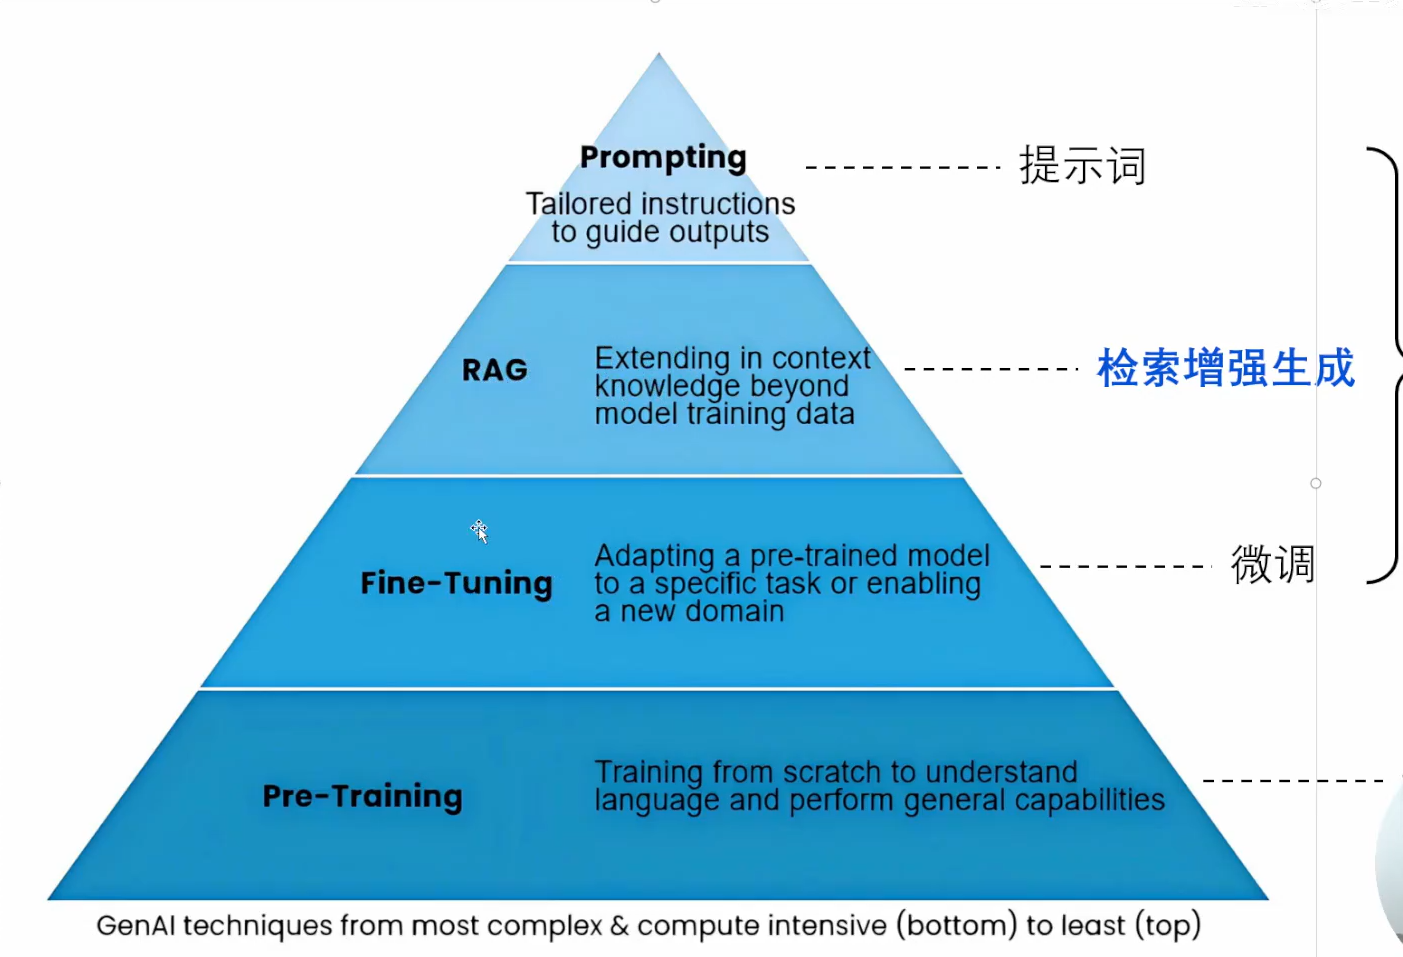 Prompting
提示词
Tailored instructions
to guide outputs
RAG
Extending in context
knowledge beyond
model training data
检索增强生成
Fine-Tuning
Adapting a pre-trained model
to a specific task or enabling
a new domain
微调
Pre-Training
Training from scratch to understand
language and perform general capabilities
GenAI techniques from most complex & compute intensive (bottom) to least (top)